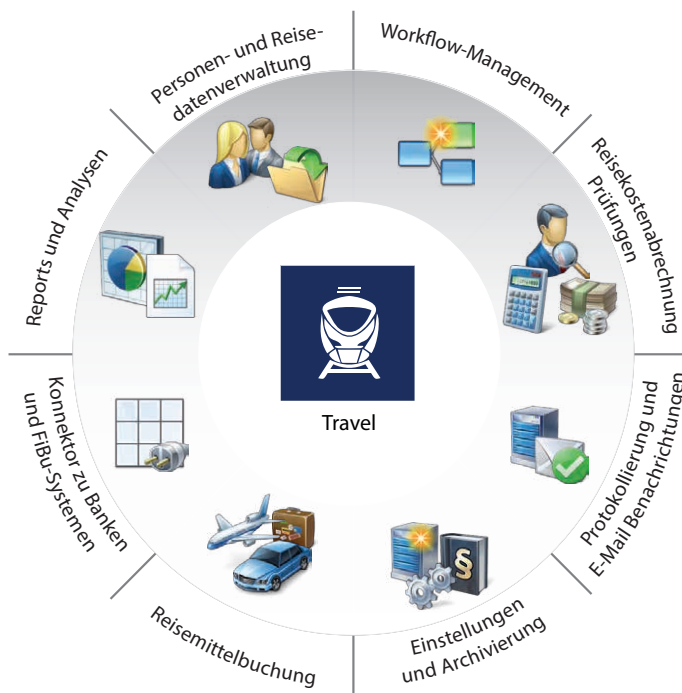 Personen- und Reise-
datenverwaltung
Workflow-Management
Reisekostenabrechnung
Prüfungen
Protokollierung und
E-Mail Benachrichtungen
Einstellungen
und Archivierung
Reisemittelbuchung
Konnektor zu Banken
und FiBu-Systemen
Reports und Analysen
Travel
§